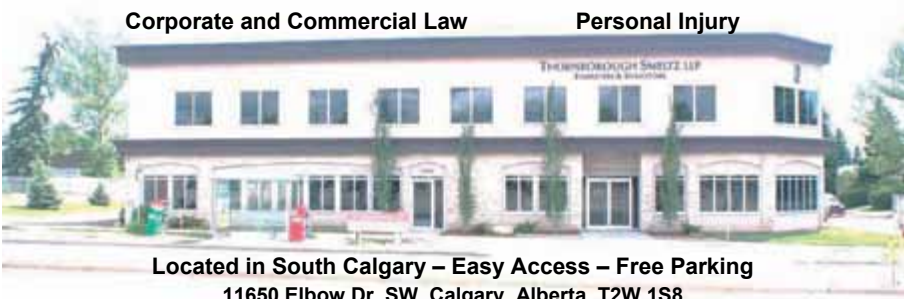 Corporate and Commercial Law Personal Injury
THORNBOROUGH SMELTZ LLP
BARRISTERS & SOLICITORS
Located in South Calgary – Easy Access – Free Parking
11650 Elbow Dr. SW, Calgary, Alberta, T2W 1S8